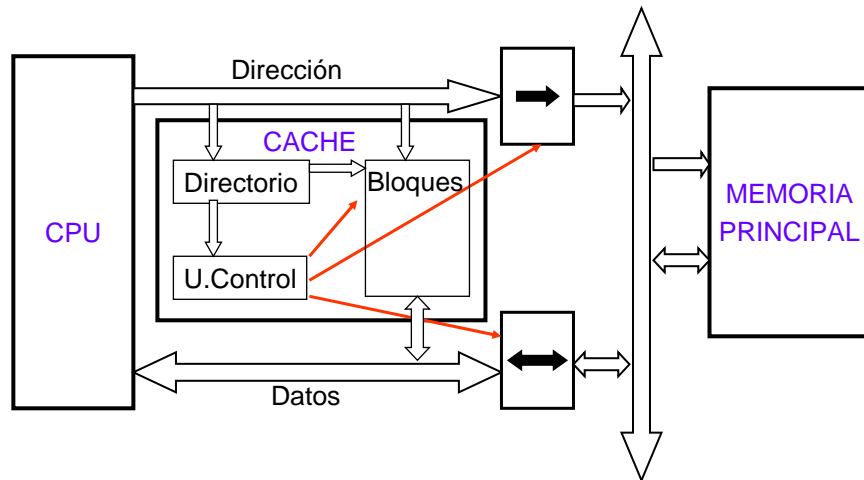 Dirección
CACHE
Directorio
Bloques
CPU
U.Control
MEMORIA
PRINCIPAL
Datos